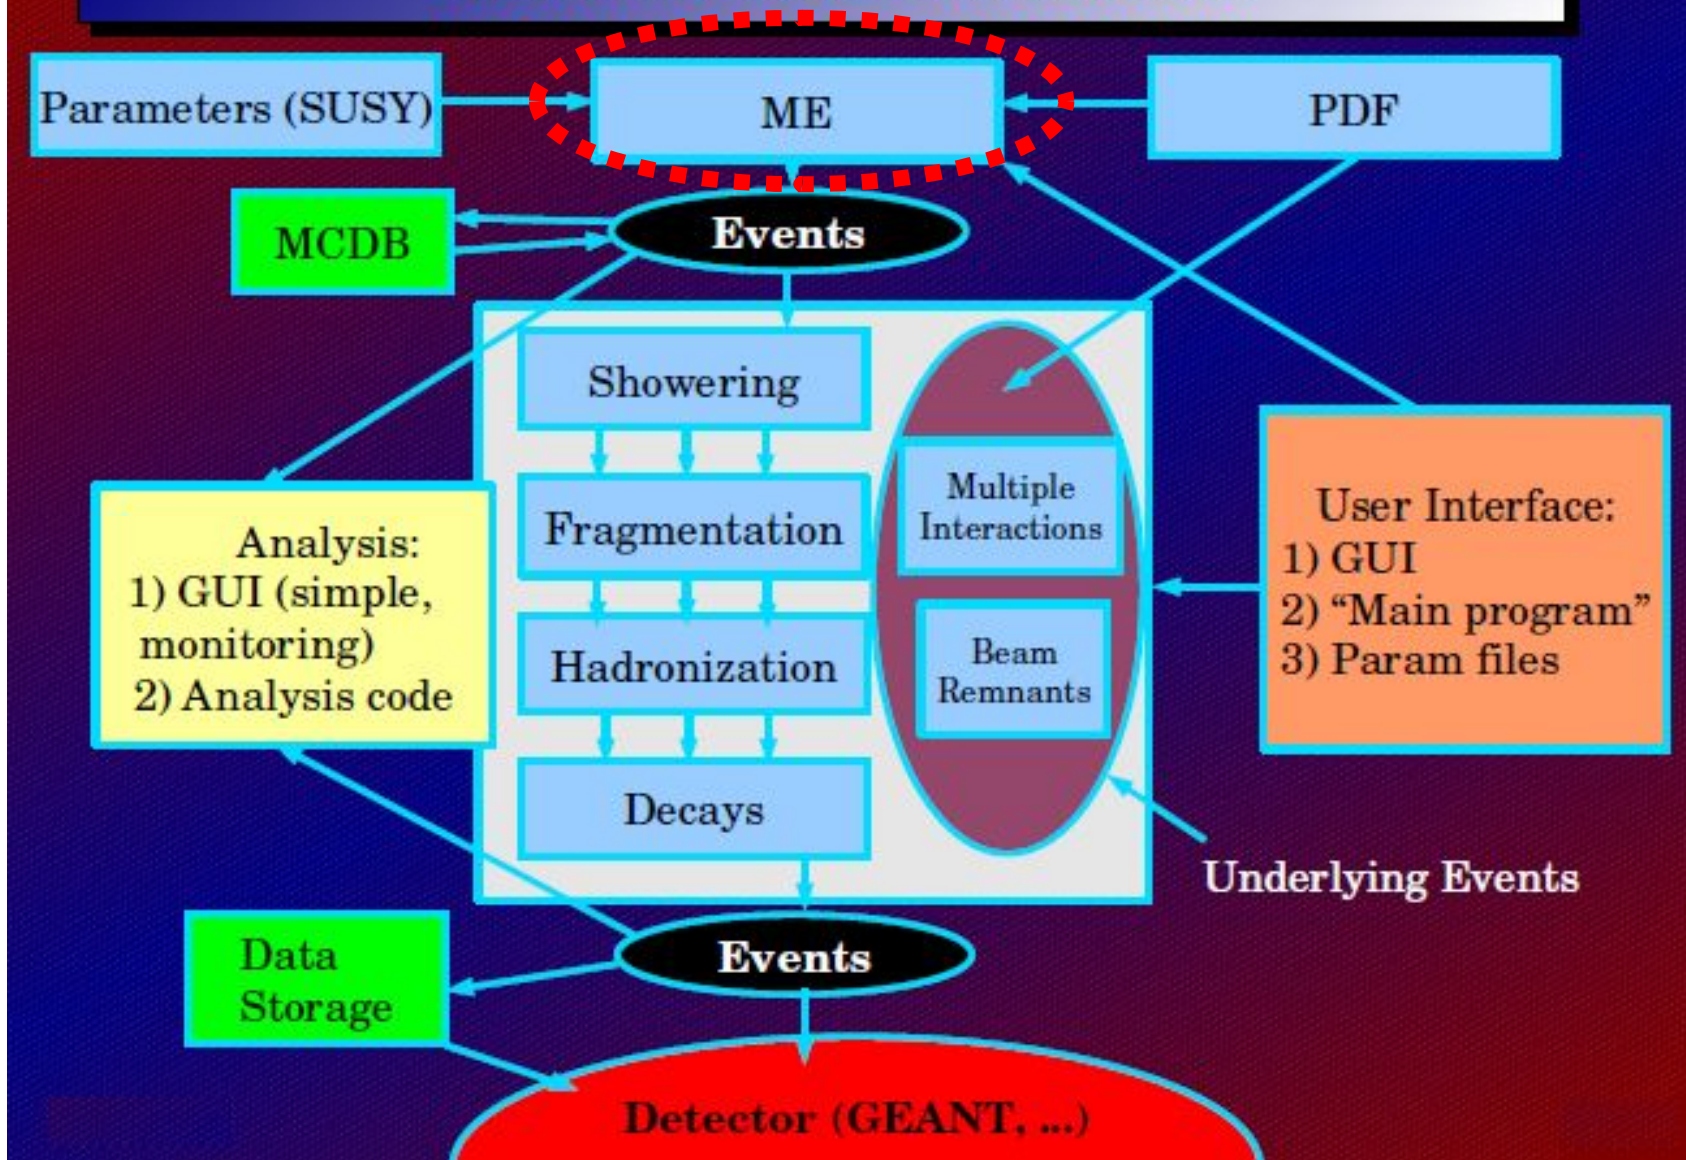 Parameters (SUSY)
ME
PDF
MCDB
Events
Showering
Fragmentation
Hadronization
Decays
Multiple
Interactions
Beam
Remnants
Analysis:
1) GUI (simple,
monitoring)
2) Analysis code
User Interface:
1) GUI
2) “Main program”
3) Param files
Underlying Events
Data
Storage
Events
Detector (GEANT, ...)